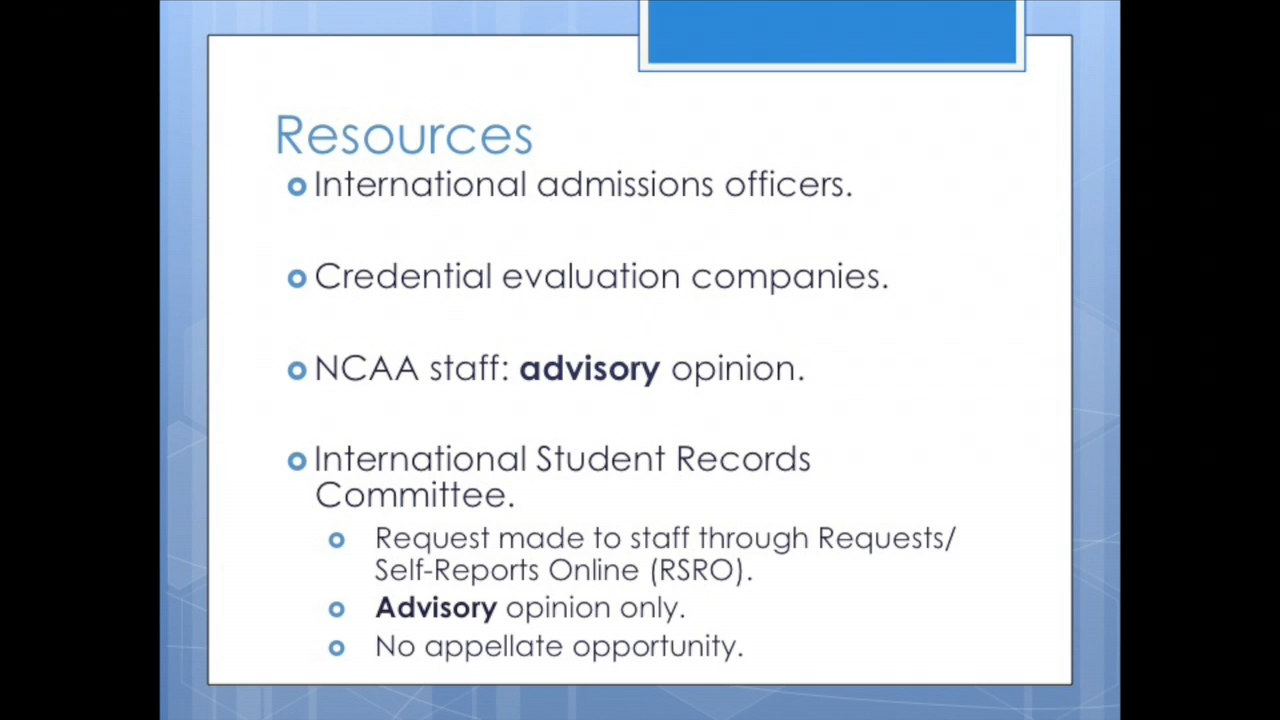 Resources
International admissions officers.
Credential evaluation companies.
NCAA staff: advisory opinion.
International Student Records
Committee.
Request made to staff through Requests/
Self-Reports Online (RSRO).
Advisory opinion only.
No appellate opportunity.